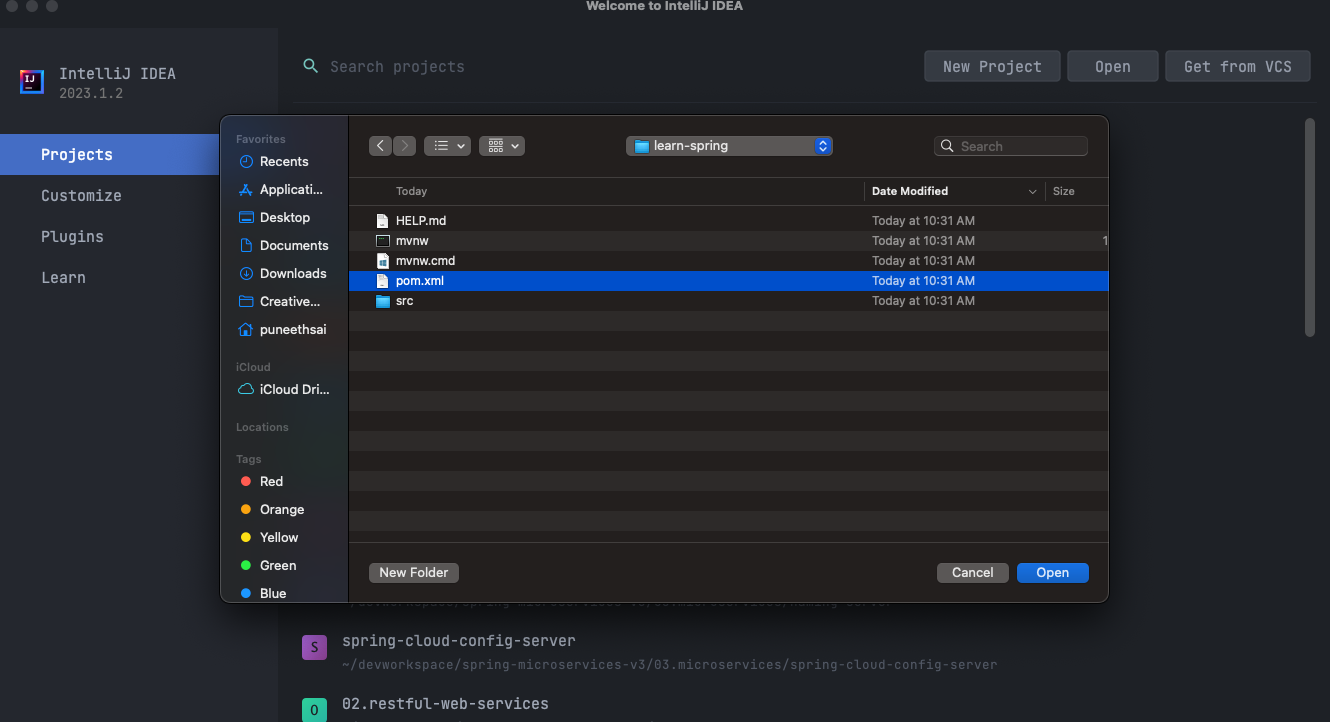 Welcome to IntelliJ IDEA
IntelliJ IDEA
2023.1.2
Search projects
New Project
Open
Get from VCS
Projects
Customize
Plugins
Learn
Favorites
Recents
Applicati...
Desktop
Documents
Downloads
Creative...
puneethsai
iCloud
iCloud Dri...
Locations
Tags
Red
Orange
Yellow
Green
Blue
learn-spring
Search
Today
Date Modified
Size
HELP.md
Today at 10:31 AM
mvnw
Today at 10:31 AM
1
mvnw.cmd
Today at 10:31 AM
pom.xml
Today at 10:31 AM
src
Today at 10:31 AM
New Folder
Cancel
Open
S
spring-cloud-config-server
~/devworkspace/spring-microservices-v3/03.microservices/spring-cloud-config-server
O
02.restful-web-services